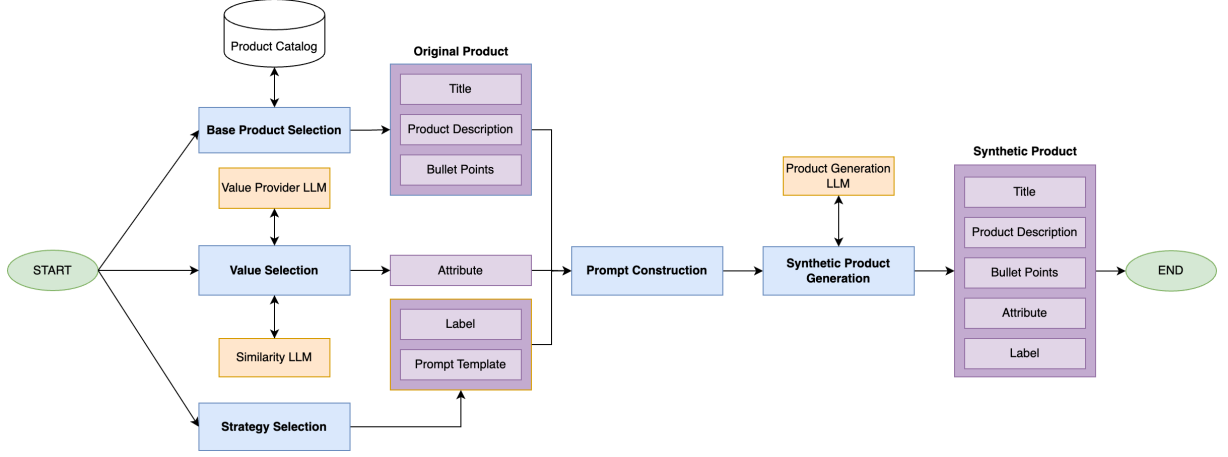 Product Catalog
Original Product
Title
Base Product Selection
Product Description
Bullet Points
Value Provider LLM
START
Value Selection
Attribute
Similarity LLM
Label
Prompt Template
Strategy Selection
Prompt Construction
Product Generation
LLM
Synthetic Product
Generation
Synthetic Product
Title
Product Description
Bullet Points
Attribute
Label
END